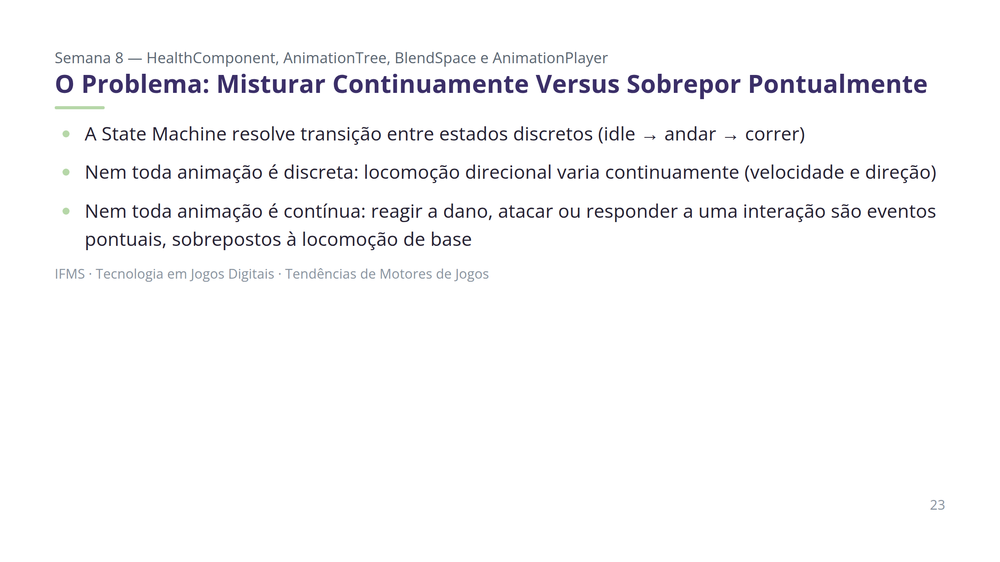 Semana 8 — HealthComponent, AnimationTree, BlendSpace e AnimationPlayer
O Problema: Misturar Continuamente Versus Sobrepor Pontualmente
• A State Machine resolve transição entre estados discretos (idle → andar → correr)
• Nem toda animação é discreta: locomoção direcional varia continuamente (velocidade e direção)
• Nem toda animação é contínua: reagir a dano, atacar ou responder a uma interação são eventos
pontuais, sobrepostos à locomoção de base
IFMS · Tecnologia em Jogos Digitais · Tendências de Motores de Jogos
23